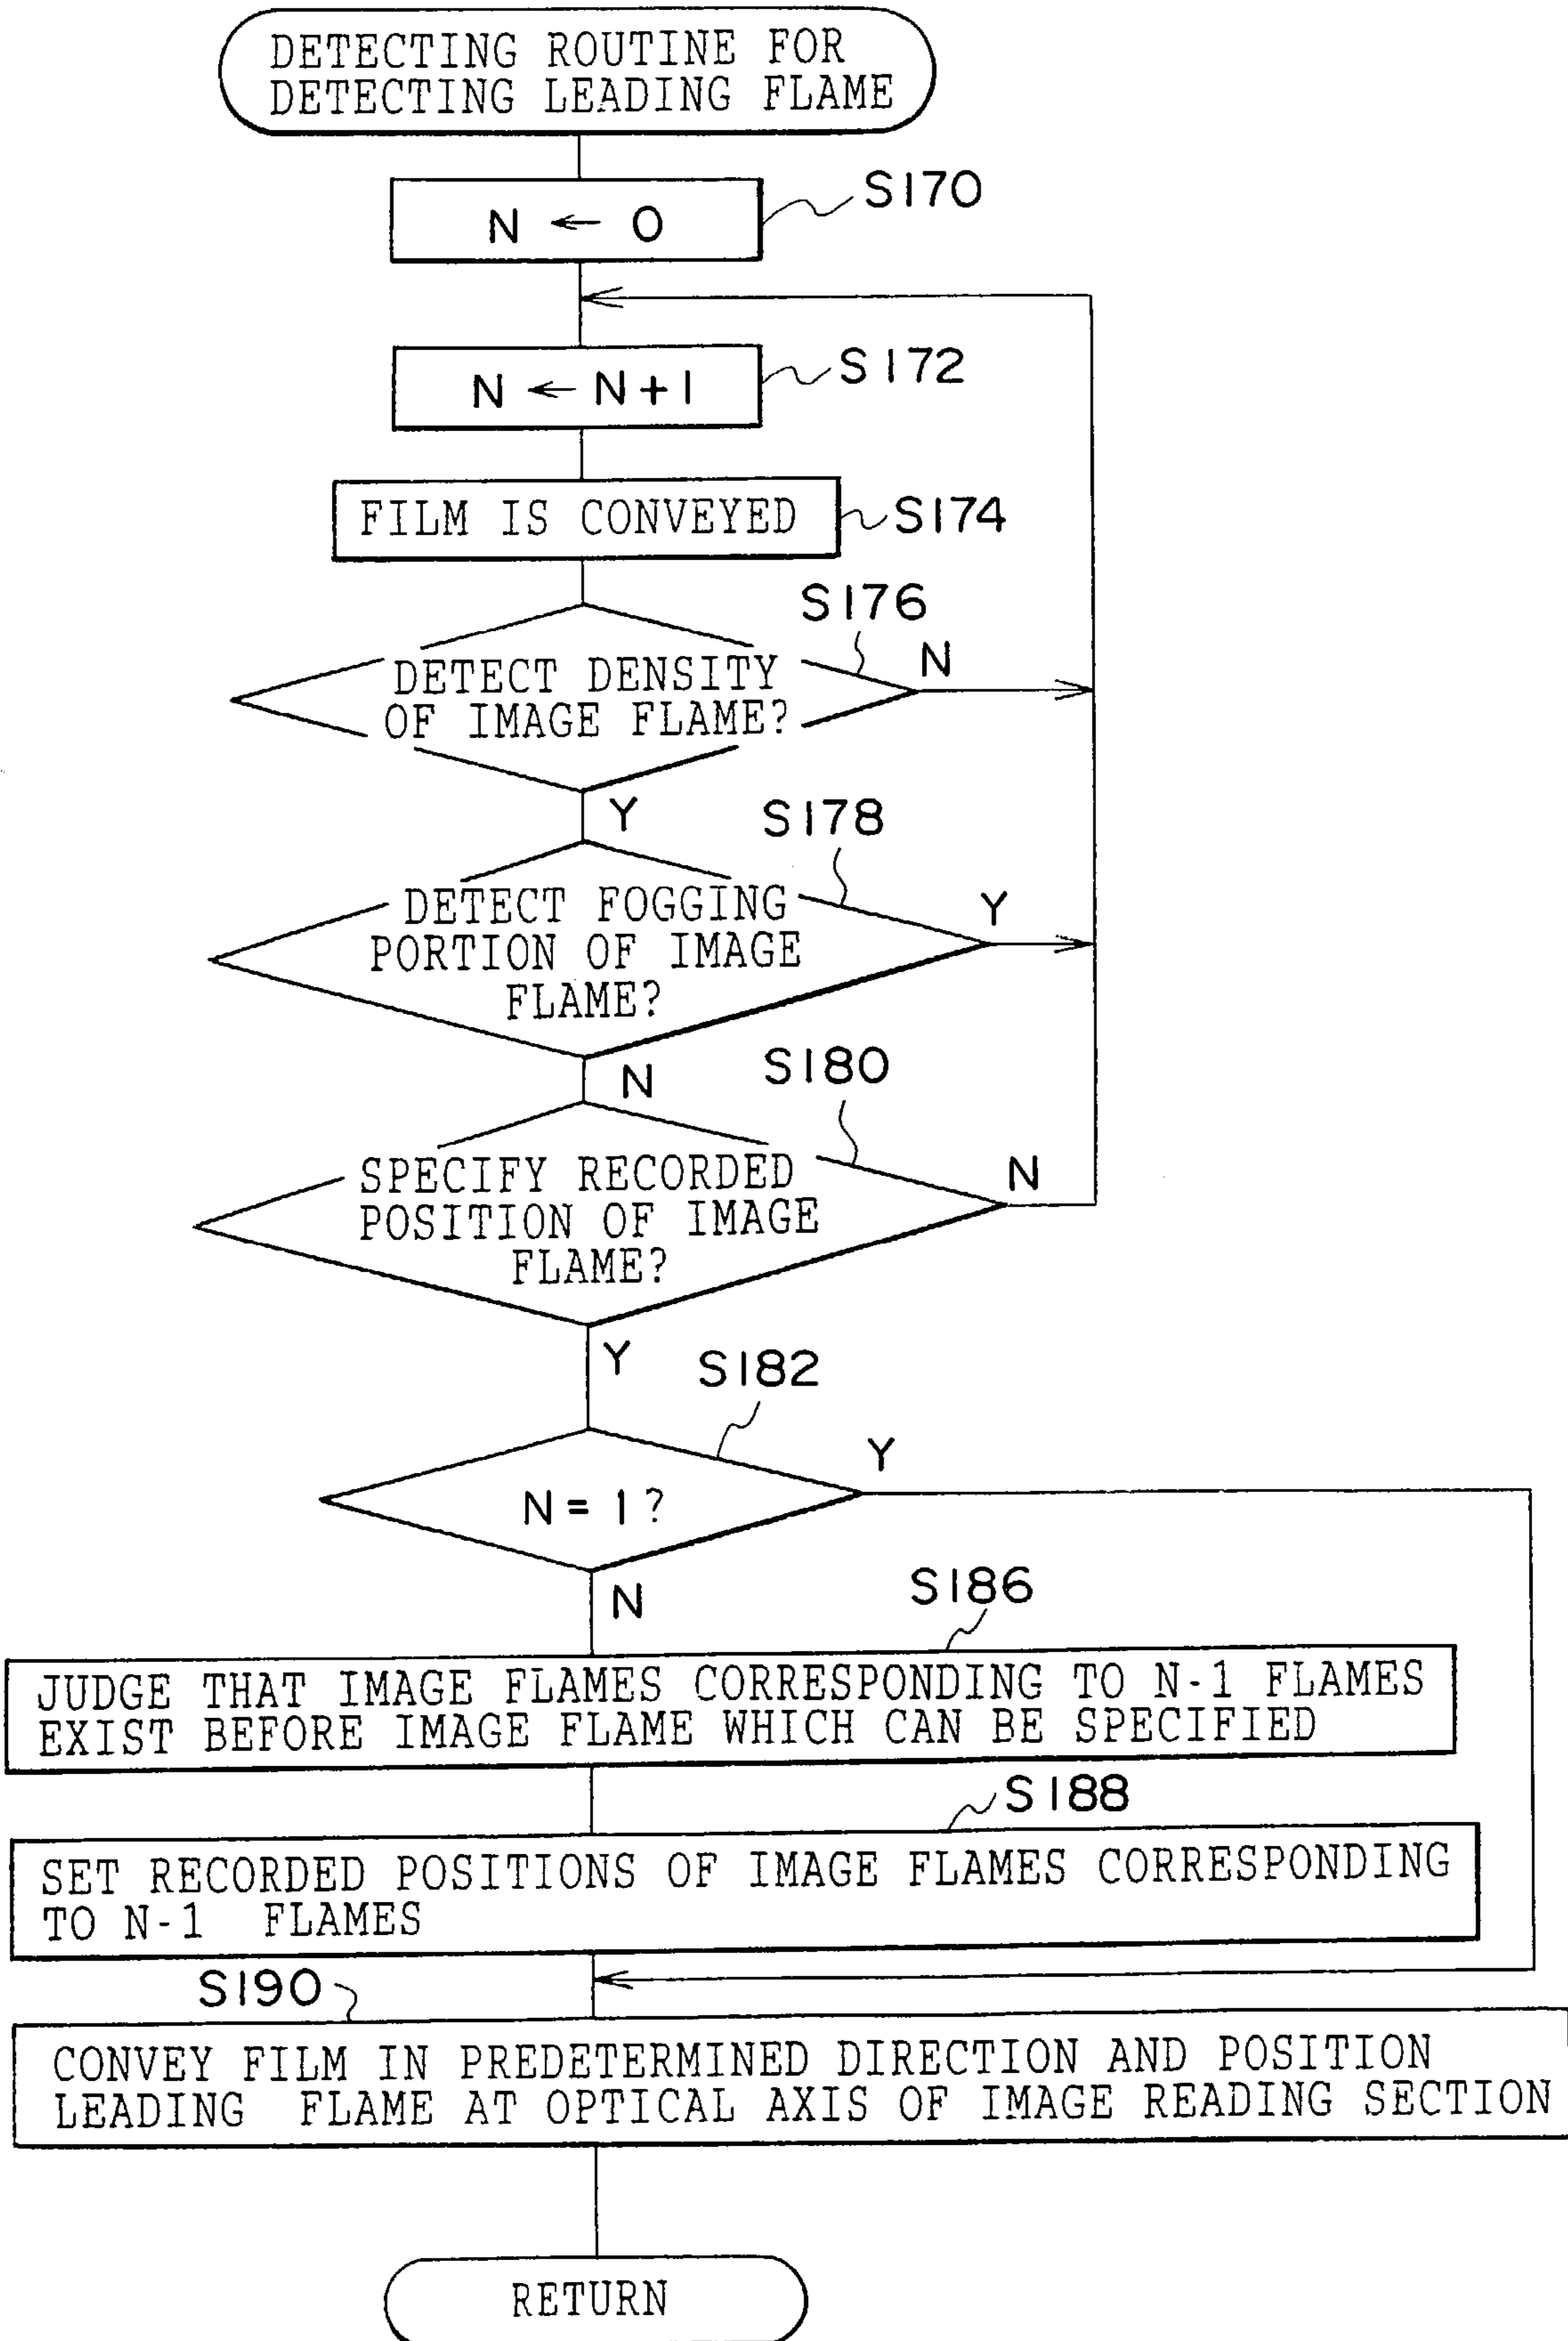 DETECTING ROUTINE FOR
DETECTING LEADING FLAME
N ← 0
S170
N ← N+1
S172
FILM IS CONVEYED
S174
S176
DETECT DENSITY
OF IMAGE FLAME?
N
Y
S178
DETECT FOGGING
PORTION OF IMAGE
FLAME?
Y
N
S180
SPECIFY RECORDED
POSITION OF IMAGE
FLAME?
N
Y
S182
N = 1 ?
Y
N
S186
JUDGE THAT IMAGE FLAMES CORRESPONDING TO N-1 FLAMES
EXIST BEFORE IMAGE FLAME WHICH CAN BE SPECIFIED
S188
SET RECORDED POSITIONS OF IMAGE FLAMES CORRESPONDING
TO N-1 FLAMES
S190
CONVEY FILM IN PREDETERMINED DIRECTION AND POSITION
LEADING FLAME AT OPTICAL AXIS OF IMAGE READING SECTION
RETURN